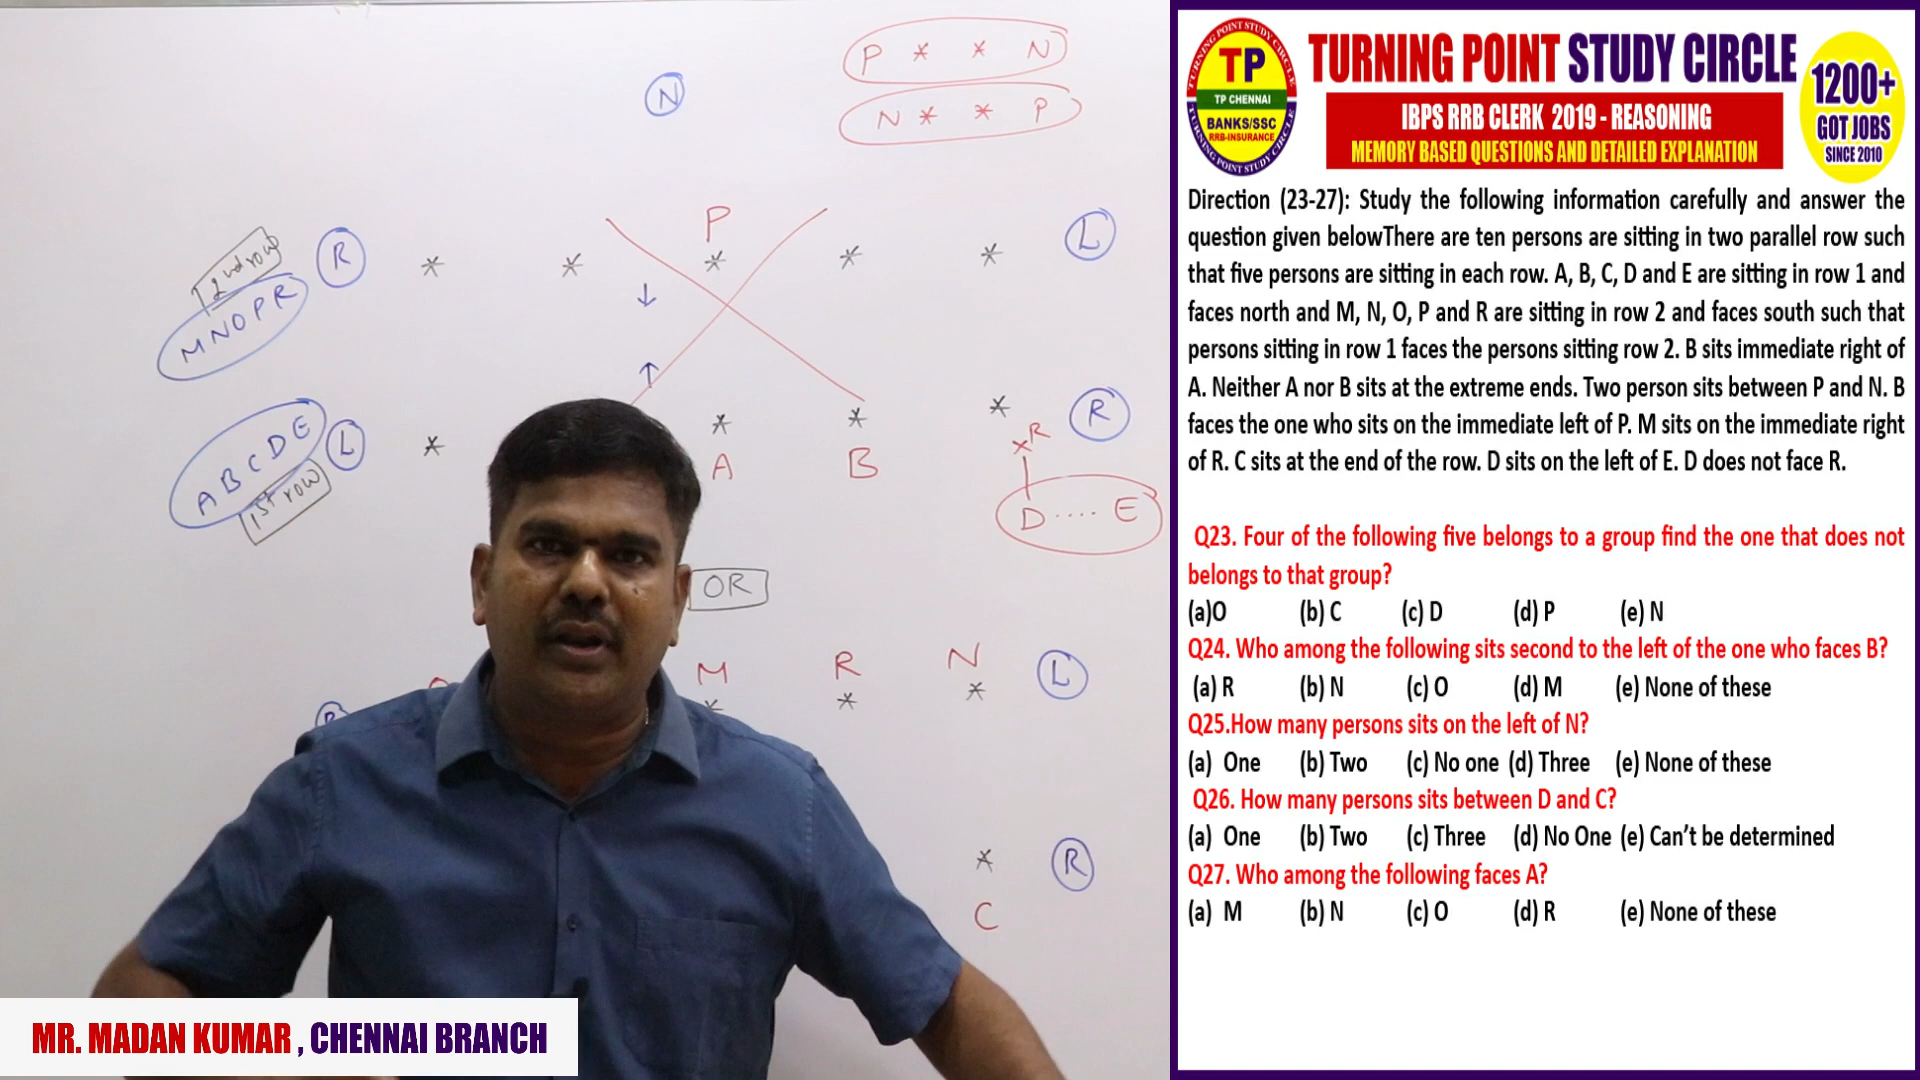 P * * N
N * * P
N
P
2nd row
R * * * * * L
MNOPR
↓
↑
* * * * R
ABCDE
L
A B
×R
1st row
D .... E
OR
M R N
* * * L
* R
C
MR. MADAN KUMAR , CHENNAI BRANCH
TURNING POINT STUDY CIRCLE
TURNING POINT STUDY CIRCLE
TP
TP CHENNAI
BANKS/SSC
RRB-INSURANCE
TURNING POINT STUDY CIRCLE
1200+
GOT JOBS
SINCE 2010
IBPS RRB CLERK 2019 - REASONING
MEMORY BASED QUESTIONS AND DETAILED EXPLANATION
Direction (23-27): Study the following information carefully and answer the
question given belowThere are ten persons are sitting in two parallel row such
that five persons are sitting in each row. A, B, C, D and E are sitting in row 1 and
faces north and M, N, O, P and R are sitting in row 2 and faces south such that
persons sitting in row 1 faces the persons sitting row 2. B sits immediate right of
A. Neither A nor B sits at the extreme ends. Two person sits between P and N. B
faces the one who sits on the immediate left of P. M sits on the immediate right
of R. C sits at the end of the row. D sits on the left of E. D does not face R.
Q23. Four of the following five belongs to a group find the one that does not
belongs to that group?
(a)O (b) C (c) D (d) P (e) N
Q24. Who among the following sits second to the left of the one who faces B?
(a) R (b) N (c) O (d) M (e) None of these
Q25.How many persons sits on the left of N?
(a) One (b) Two (c) No one (d) Three (e) None of these
Q26. How many persons sits between D and C?
(a) One (b) Two (c) Three (d) No One (e) Can’t be determined
Q27. Who among the following faces A?
(a) M (b) N (c) O (d) R (e) None of these